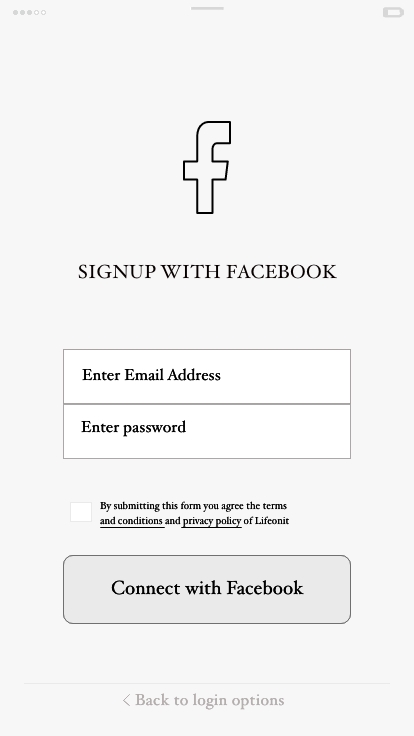 SIGNUP WITH FACEBOOK
Enter Email Address
Enter password
By submitting this form you agree the terms
and conditions and privacy policy of Lifeonit
Connect with Facebook
< Back to login options